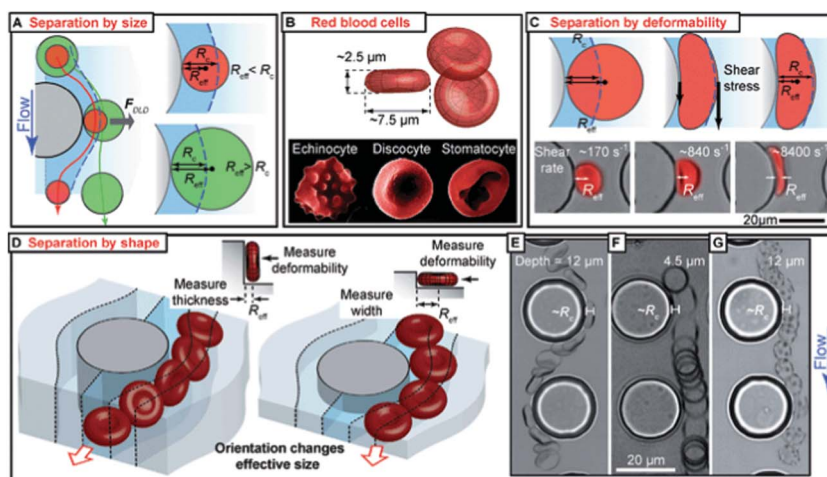 A Separation by size
Flow
F_DLD
R_c
R_eff
R_eff < R_c
R_c
R_eff
R_eff > R_c
B Red blood cells
~2.5 µm
~7.5 µm
Echinocyte Discocyte Stomatocyte
C Separation by deformability
R_c
R_eff
Shear
stress
R_c
R_eff
Shear
rate
~170 s⁻¹
R_eff
~840 s⁻¹
R_eff
~8400 s⁻¹
R_eff
20µm
D Separation by shape
Measure
deformability
Measure
thickness
R_eff
Measure
deformability
Measure
width
R_eff
Orientation changes
effective size
E
Depth = 12 µm
~R_c
F
4.5 µm
~R_c
20 µm
G
12 µm
~R_c
Flow